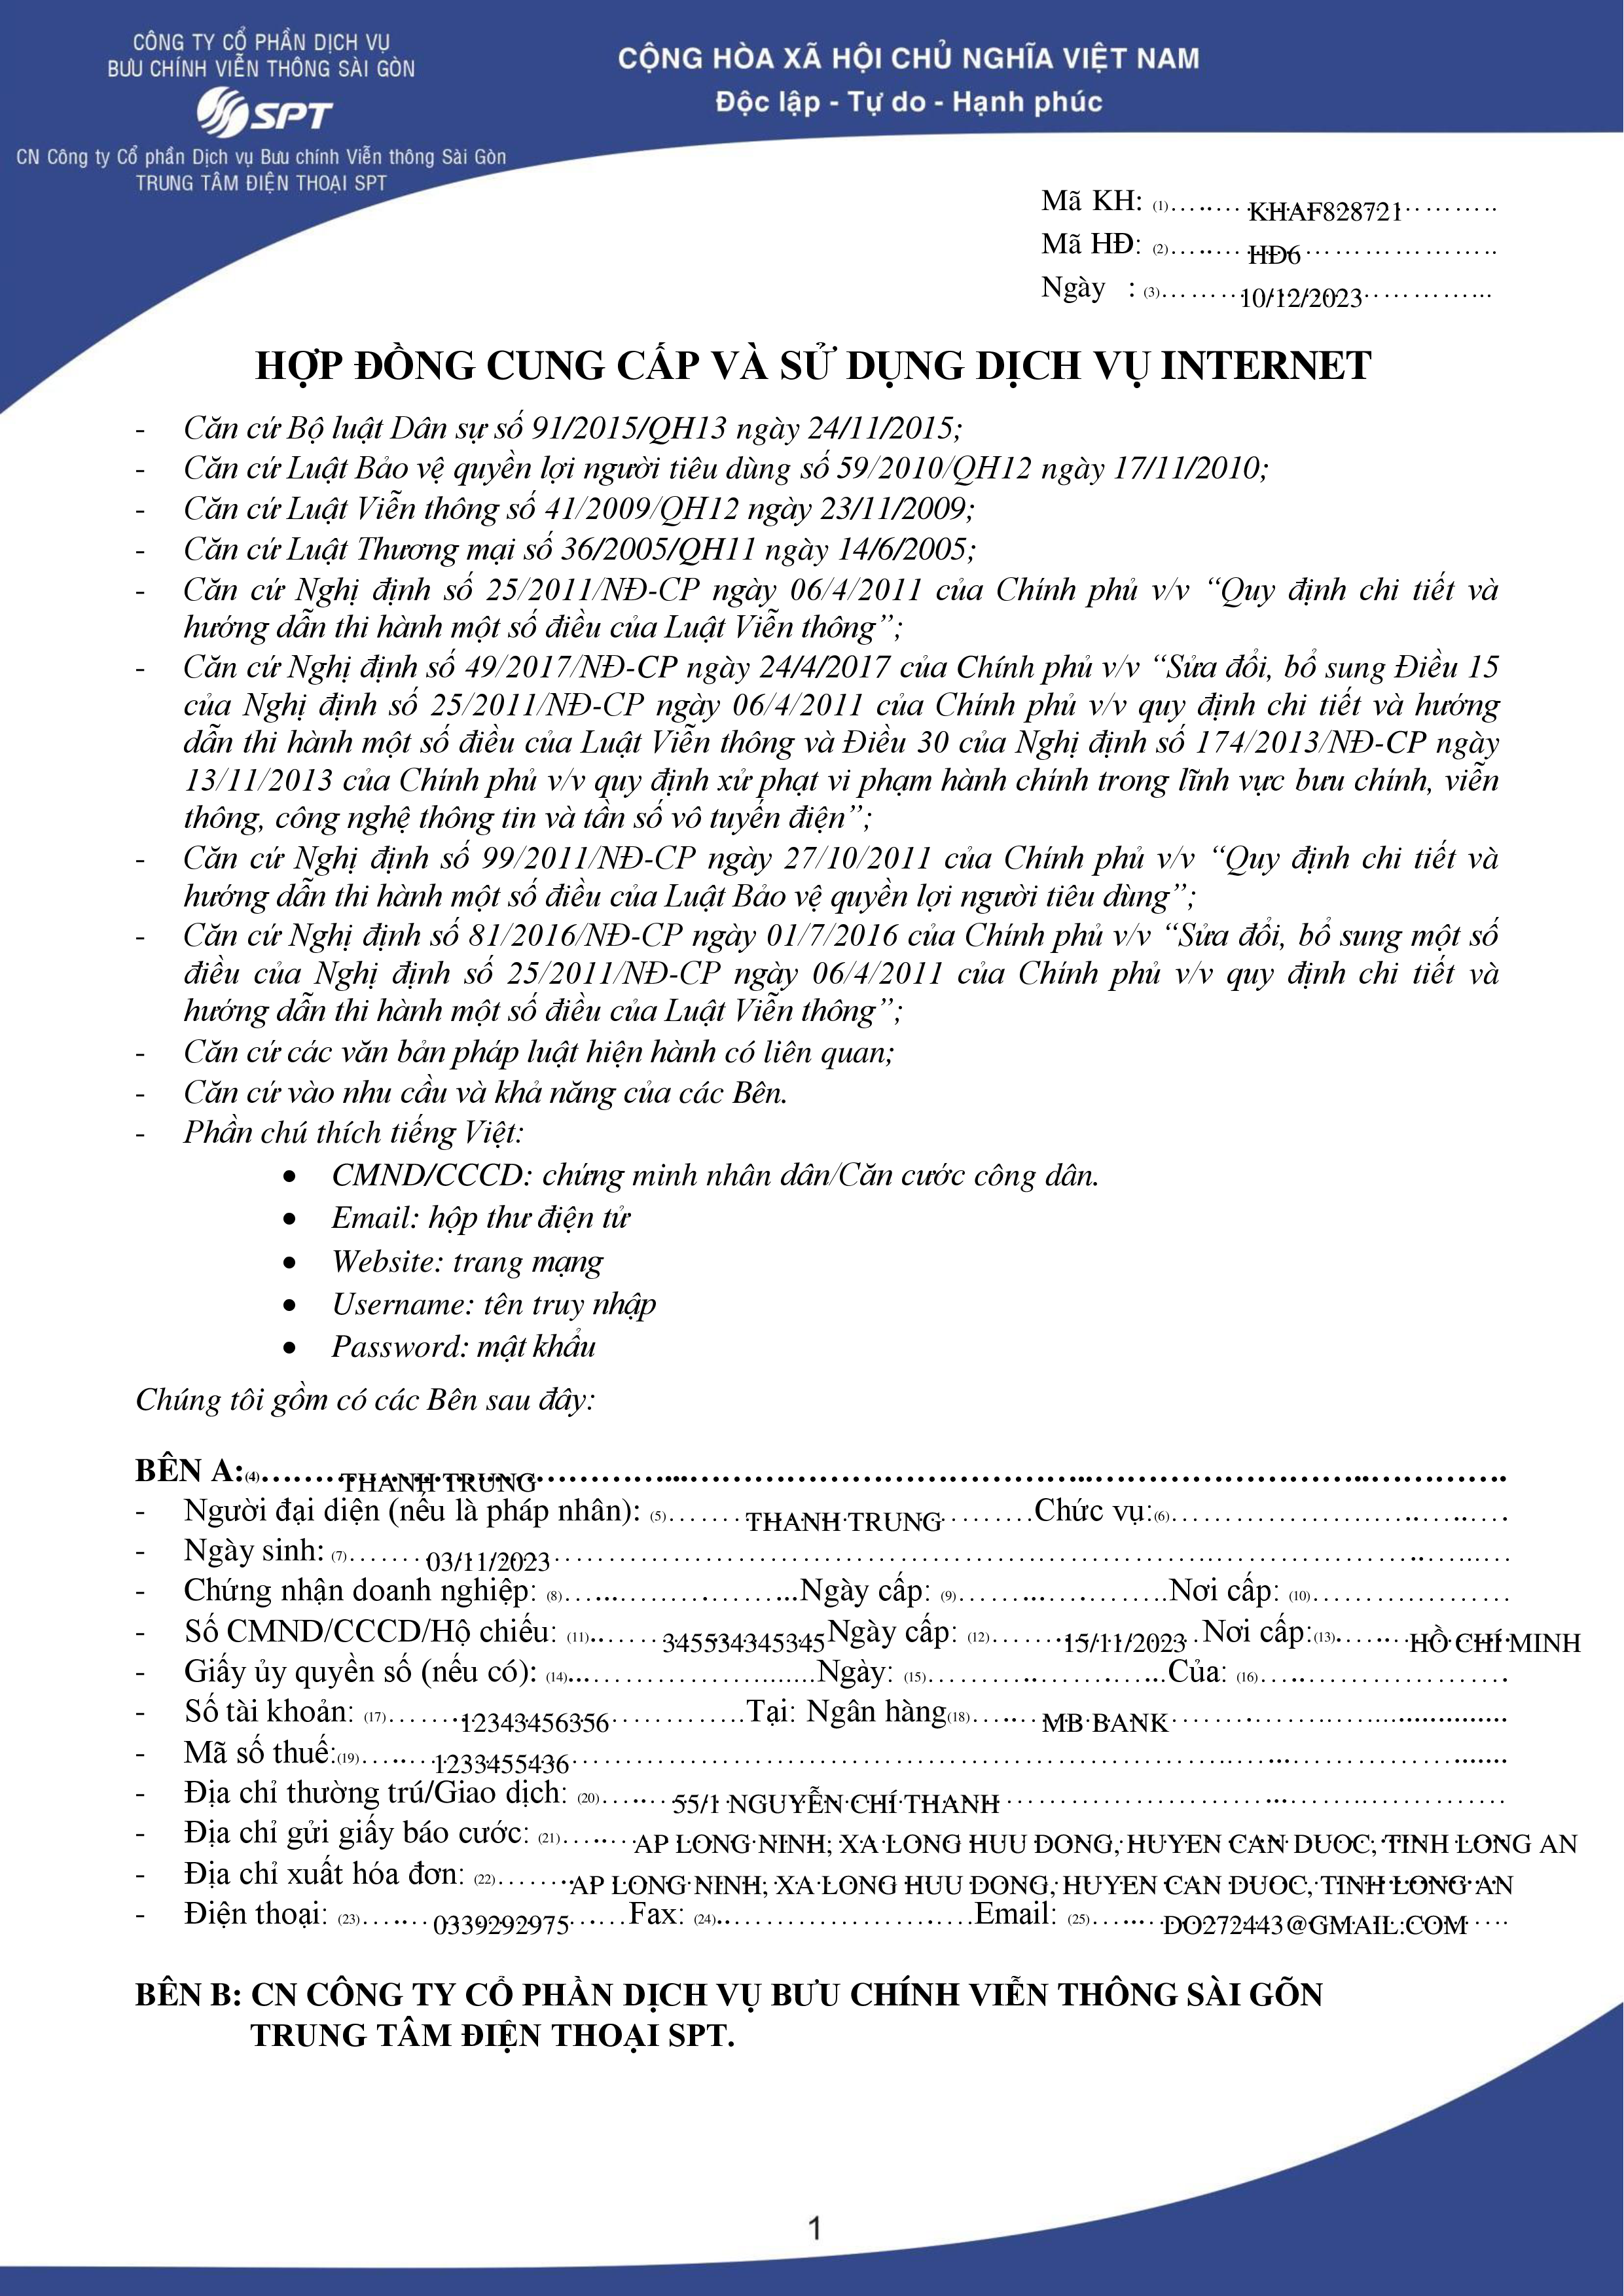 CÔNG TY CỔ PHẦN DỊCH VỤ
BƯU CHÍNH VIỄN THÔNG SÀI GÒN
SPT
CN Công ty Cổ phần Dịch vụ Bưu chính Viễn thông Sài Gòn
TRUNG TÂM ĐIỆN THOẠI SPT
CỘNG HÒA XÃ HỘI CHỦ NGHĨA VIỆT NAM
Độc lập - Tự do - Hạnh phúc
Mã KH: (1) KHAF828721
Mã HĐ: (2) HĐ6
Ngày : (3) 10/12/2023
HỢP ĐỒNG CUNG CẤP VÀ SỬ DỤNG DỊCH VỤ INTERNET
- Căn cứ Bộ luật Dân sự số 91/2015/QH13 ngày 24/11/2015;
- Căn cứ Luật Bảo vệ quyền lợi người tiêu dùng số 59/2010/QH12 ngày 17/11/2010;
- Căn cứ Luật Viễn thông số 41/2009/QH12 ngày 23/11/2009;
- Căn cứ Luật Thương mại số 36/2005/QH11 ngày 14/6/2005;
- Căn cứ Nghị định số 25/2011/NĐ-CP ngày 06/4/2011 của Chính phủ v/v “Quy định chi tiết và
hướng dẫn thi hành một số điều của Luật Viễn thông”;
- Căn cứ Nghị định số 49/2017/NĐ-CP ngày 24/4/2017 của Chính phủ v/v “Sửa đổi, bổ sung Điều 15
của Nghị định số 25/2011/NĐ-CP ngày 06/4/2011 của Chính phủ v/v quy định chi tiết và hướng
dẫn thi hành một số điều của Luật Viễn thông và Điều 30 của Nghị định số 174/2013/NĐ-CP ngày
13/11/2013 của Chính phủ v/v quy định xử phạt vi phạm hành chính trong lĩnh vực bưu chính, viễn
thông, công nghệ thông tin và tần số vô tuyến điện”;
- Căn cứ Nghị định số 99/2011/NĐ-CP ngày 27/10/2011 của Chính phủ v/v “Quy định chi tiết và
hướng dẫn thi hành một số điều của Luật Bảo vệ quyền lợi người tiêu dùng”;
- Căn cứ Nghị định số 81/2016/NĐ-CP ngày 01/7/2016 của Chính phủ v/v “Sửa đổi, bổ sung một số
điều của Nghị định số 25/2011/NĐ-CP ngày 06/4/2011 của Chính phủ v/v quy định chi tiết và
hướng dẫn thi hành một số điều của Luật Viễn thông”;
- Căn cứ các văn bản pháp luật hiện hành có liên quan;
- Căn cứ vào nhu cầu và khả năng của các Bên.
- Phần chú thích tiếng Việt:
• CMND/CCCD: chứng minh nhân dân/Căn cước công dân.
• Email: hộp thư điện tử
• Website: trang mạng
• Username: tên truy nhập
• Password: mật khẩu
Chúng tôi gồm có các Bên sau đây:
BÊN A:(4) THANH TRUNG
- Người đại diện (nếu là pháp nhân): (5) THANH TRUNG Chức vụ:(6)
- Ngày sinh: (7) 03/11/2023
- Chứng nhận doanh nghiệp: (8) Ngày cấp: (9) Nơi cấp: (10)
- Số CMND/CCCD/Hộ chiếu: (11) 345534345345 Ngày cấp: (12) 15/11/2023 Nơi cấp:(13) HỒ CHÍ MINH
- Giấy ủy quyền số (nếu có): (14) Ngày: (15) Của: (16)
- Số tài khoản: (17) 12343456356 Tại: Ngân hàng(18) MB BANK
- Mã số thuế:(19) 1233455436
- Địa chỉ thường trú/Giao dịch: (20) 55/1 NGUYỄN CHÍ THANH
- Địa chỉ gửi giấy báo cước: (21) AP LONG NINH, XA LONG HUU DONG, HUYEN CAN DUOC, TINH LONG AN
- Địa chỉ xuất hóa đơn: (22) AP LONG NINH, XA LONG HUU DONG, HUYEN CAN DUOC, TINH LONG AN
- Điện thoại: (23) 0339292975 Fax: (24) Email: (25) DO272443@GMAIL.COM
BÊN B: CN CÔNG TY CỔ PHẦN DỊCH VỤ BƯU CHÍNH VIỄN THÔNG SÀI GÕN
TRUNG TÂM ĐIỆN THOẠI SPT.
1